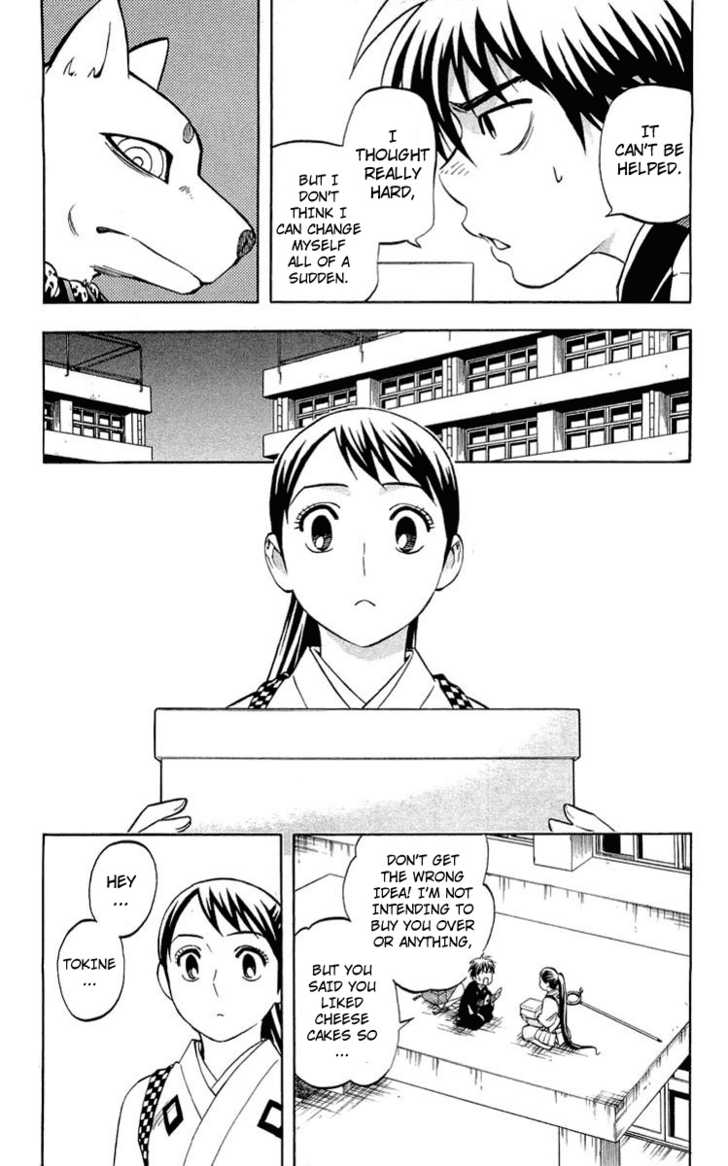 IT
CAN'T BE
HELPED.
I
THOUGHT
REALLY
HARD,
BUT I
DON'T
THINK I
CAN CHANGE
MYSELF
ALL OF A
SUDDEN.
DON'T GET
THE WRONG
IDEA! I'M NOT
INTENDING TO
BUY YOU OVER
OR ANYTHING,
BUT YOU
SAID YOU
LIKED
CHEESE
CAKES SO
...
HEY
...
TOKINE
...